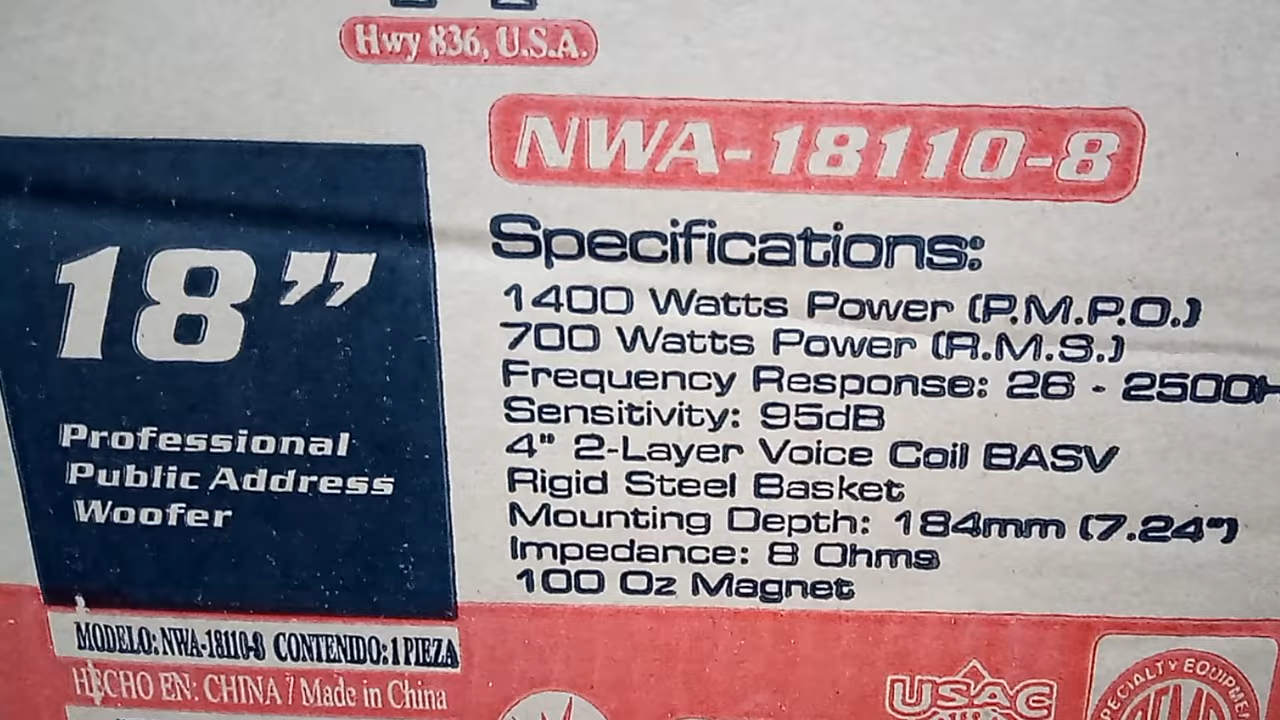 Hwy 836, U.S.A.
NWA-18110-8
18”
Professional
Public Address
Woofer
Specifications:
1400 Watts Power (P.M.P.O.)
700 Watts Power (R.M.S.)
Frequency Response: 26 - 2500H
Sensitivity: 95dB
4" 2-Layer Voice Coil BASV
Rigid Steel Basket
Mounting Depth: 184mm (7.24")
Impedance: 8 Ohms
100 Oz Magnet
MODELO: NWA-18110-8 CONTENIDO: 1 PIEZA
HECHO EN: CHINA / Made in China
USAC